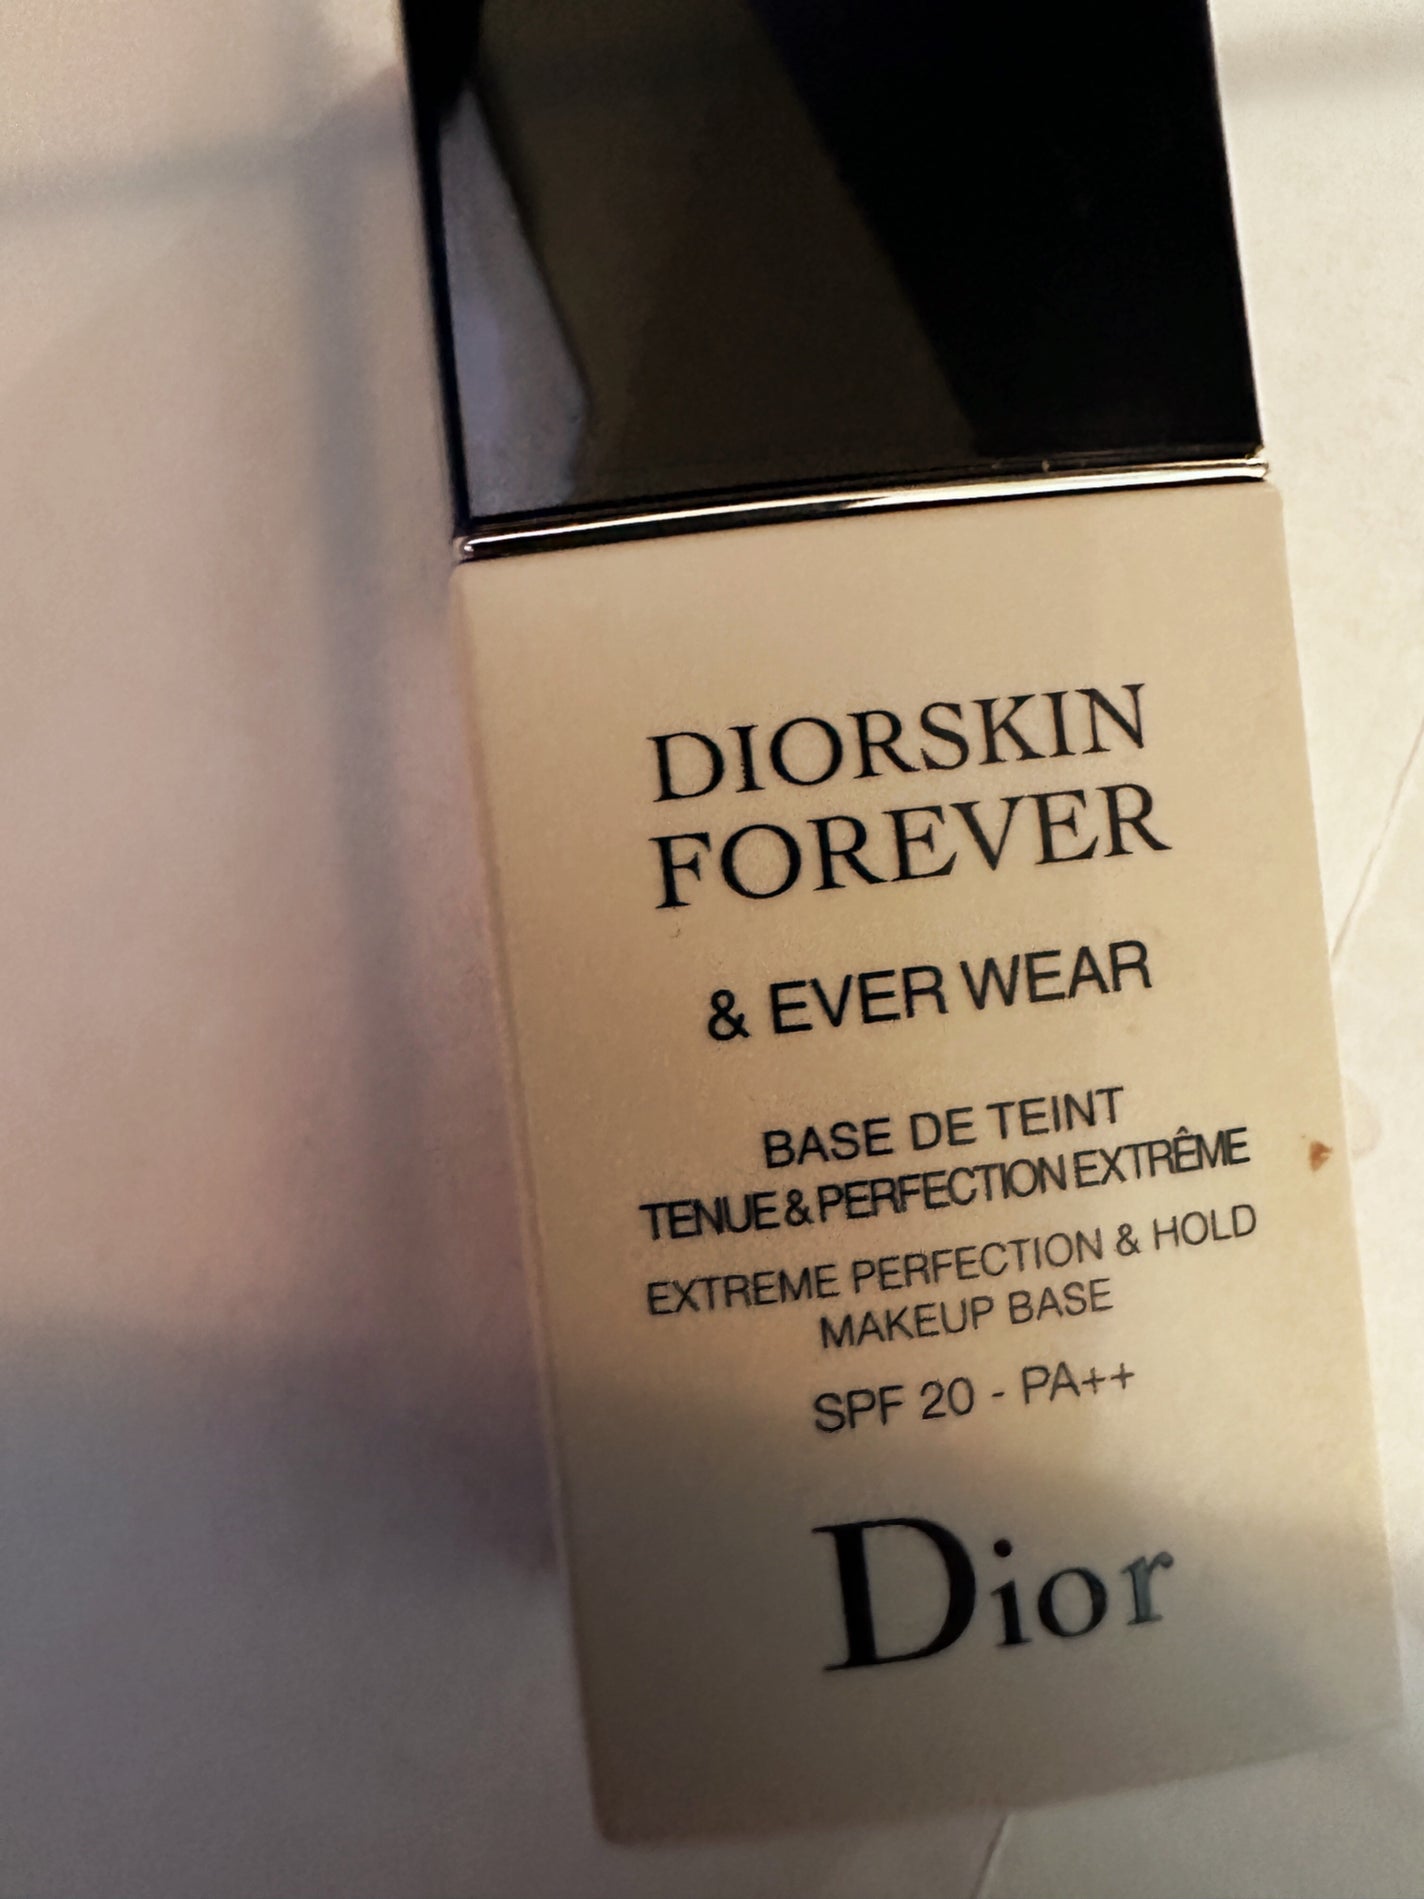 DIORSKIN
FOREVER
& EVER WEAR
BASE DE TEINT
TENUE & PERFECTION EXTRÊME
EXTREME PERFECTION & HOLD
MAKEUP BASE
SPF 20 - PA++
Dior